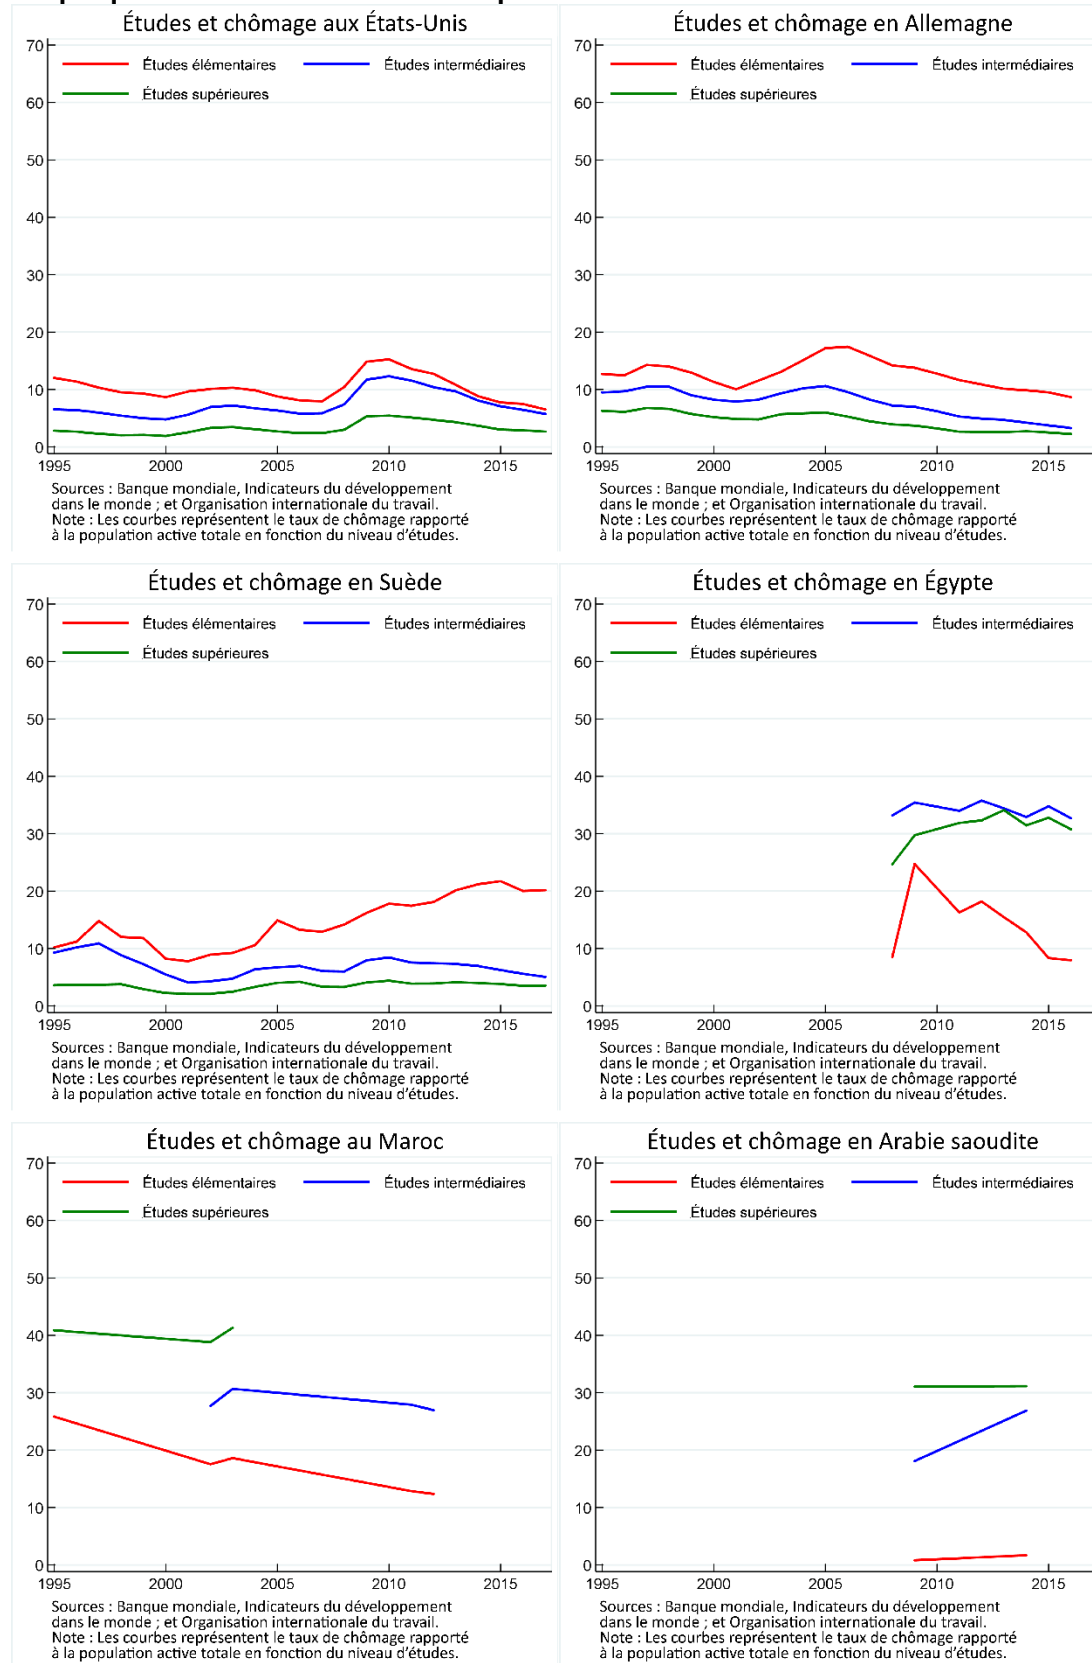 Études et chômage aux États-Unis
70
60
50
40
30
20
10
0
Études élémentaires
Études intermédiaires
Études supérieures
1995 2000 2005 2010 2015
Sources : Banque mondiale, Indicateurs du développement
dans le monde ; et Organisation internationale du travail.
Note : Les courbes représentent le taux de chômage rapporté
à la population active totale en fonction du niveau d'études.
Études et chômage en Allemagne
70
60
50
40
30
20
10
0
Études élémentaires
Études intermédiaires
Études supérieures
1995 2000 2005 2010 2015
Sources : Banque mondiale, Indicateurs du développement
dans le monde ; et Organisation internationale du travail.
Note : Les courbes représentent le taux de chômage rapporté
à la population active totale en fonction du niveau d'études.
Études et chômage en Suède
70
60
50
40
30
20
10
0
Études élémentaires
Études intermédiaires
Études supérieures
1995 2000 2005 2010 2015
Sources : Banque mondiale, Indicateurs du développement
dans le monde ; et Organisation internationale du travail.
Note : Les courbes représentent le taux de chômage rapporté
à la population active totale en fonction du niveau d'études.
Études et chômage en Égypte
70
60
50
40
30
20
10
0
Études élémentaires
Études intermédiaires
Études supérieures
1995 2000 2005 2010 2015
Sources : Banque mondiale, Indicateurs du développement
dans le monde ; et Organisation internationale du travail.
Note : Les courbes représentent le taux de chômage rapporté
à la population active totale en fonction du niveau d'études.
Études et chômage au Maroc
70
60
50
40
30
20
10
0
Études élémentaires
Études intermédiaires
Études supérieures
1995 2000 2005 2010 2015
Sources : Banque mondiale, Indicateurs du développement
dans le monde ; et Organisation internationale du travail.
Note : Les courbes représentent le taux de chômage rapporté
à la population active totale en fonction du niveau d'études.
Études et chômage en Arabie saoudite
70
60
50
40
30
20
10
0
Études élémentaires
Études intermédiaires
Études supérieures
1995 2000 2005 2010 2015
Sources : Banque mondiale, Indicateurs du développement
dans le monde ; et Organisation internationale du travail.
Note : Les courbes représentent le taux de chômage rapporté
à la population active totale en fonction du niveau d'études.